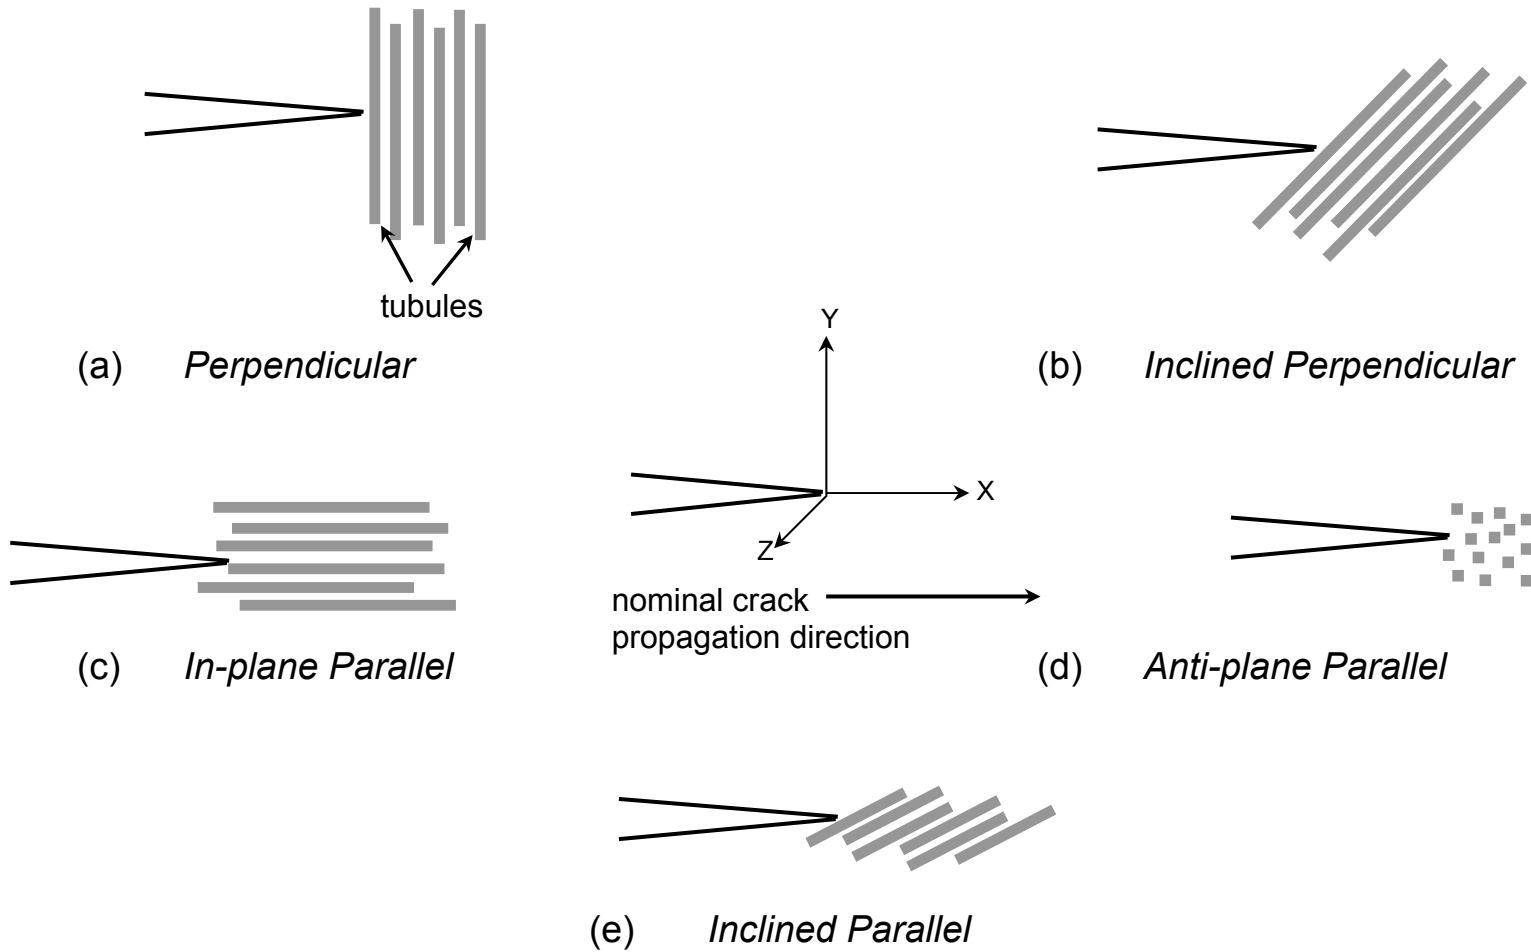 tubules
(a) Perpendicular
(b) Inclined Perpendicular
Y
X
Z
nominal crack
propagation direction
(c) In-plane Parallel
(d) Anti-plane Parallel
(e) Inclined Parallel